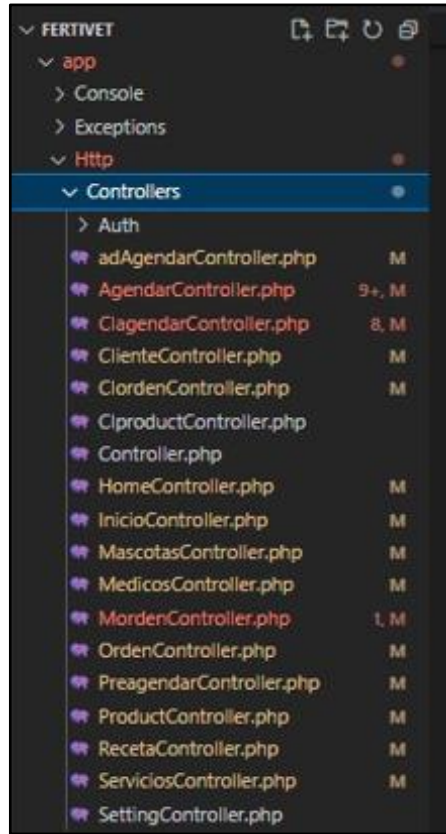 FERTIVET
app
Console
Exceptions
Http
Controllers
Auth
adAgendarController.php M
AgendarController.php 9+, M
ClagendarController.php 8, M
ClienteController.php M
ClordenController.php M
ClproductController.php
Controller.php
HomeController.php M
InicioController.php M
MascotasController.php M
MedicosController.php M
MordenController.php 1, M
OrdenController.php M
PreagendarController.php M
ProductController.php M
RecetaController.php M
ServiciosController.php M
SettingController.php